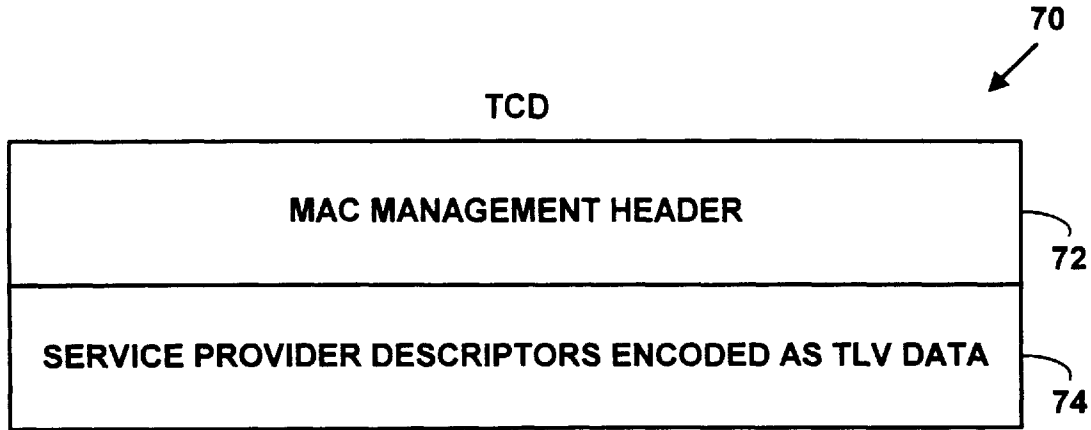 70
TCD
MAC MANAGEMENT HEADER
72
SERVICE PROVIDER DESCRIPTORS ENCODED AS TLV DATA
74